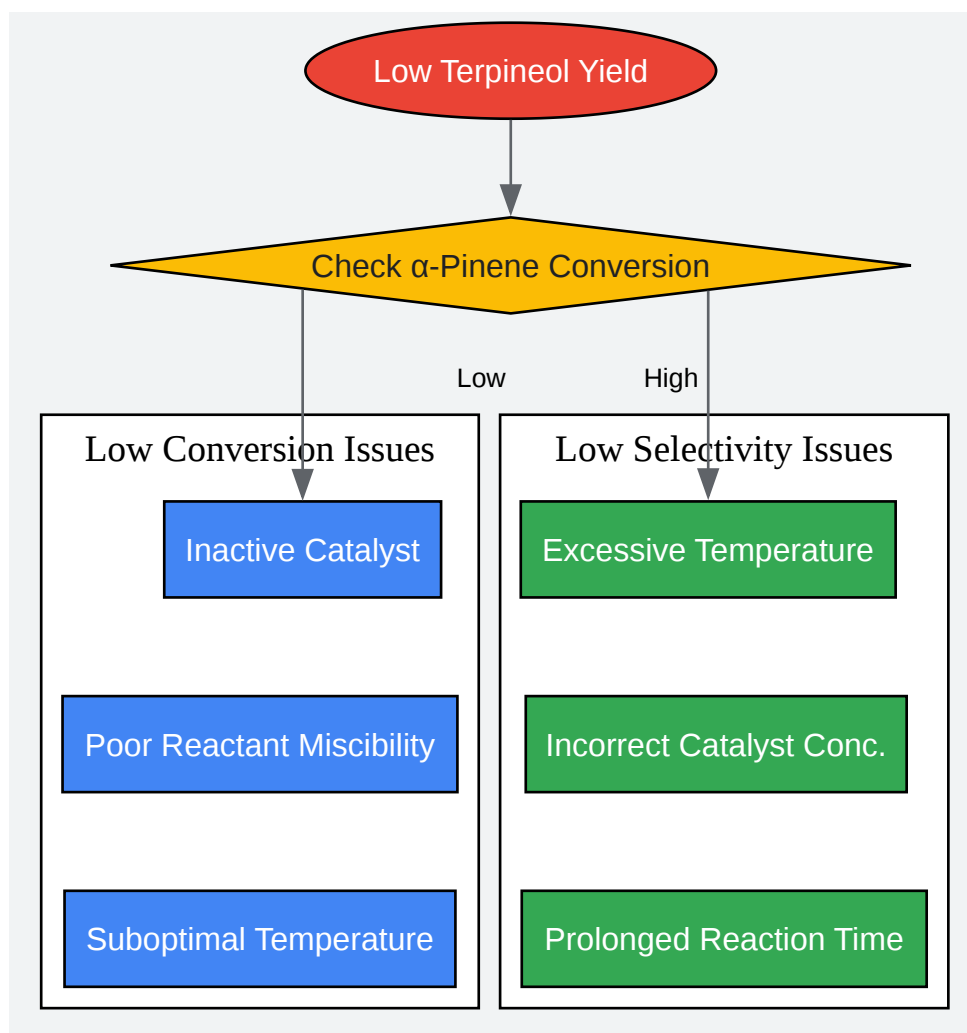 Low Terpineol Yield
Check α-Pinene Conversion
Low
High
Low Conversion Issues
Inactive Catalyst
Poor Reactant Miscibility
Suboptimal Temperature
Low Selectivity Issues
Excessive Temperature
Incorrect Catalyst Conc.
Prolonged Reaction Time